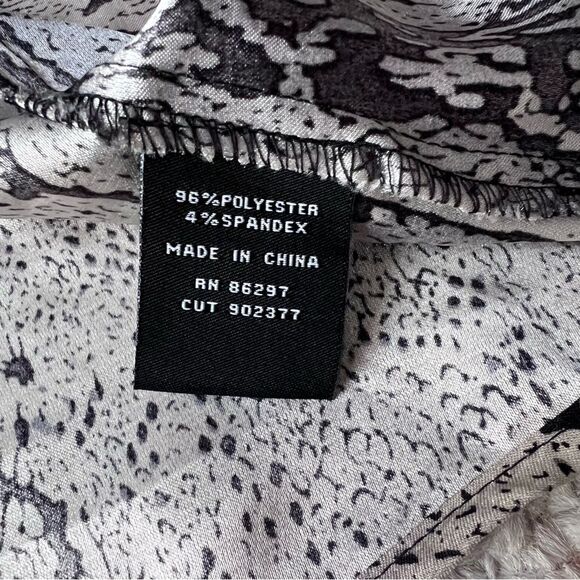 96%POLYESTER
4%SPANDEX
MADE IN CHINA
RN 86297
CUT 902377